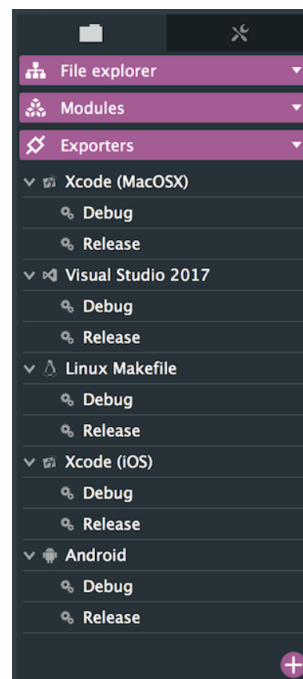 File explorer
Modules
Exporters
Xcode (MacOSX)
Debug
Release
Visual Studio 2017
Debug
Release
Linux Makefile
Debug
Release
Xcode (iOS)
Debug
Release
Android
Debug
Release